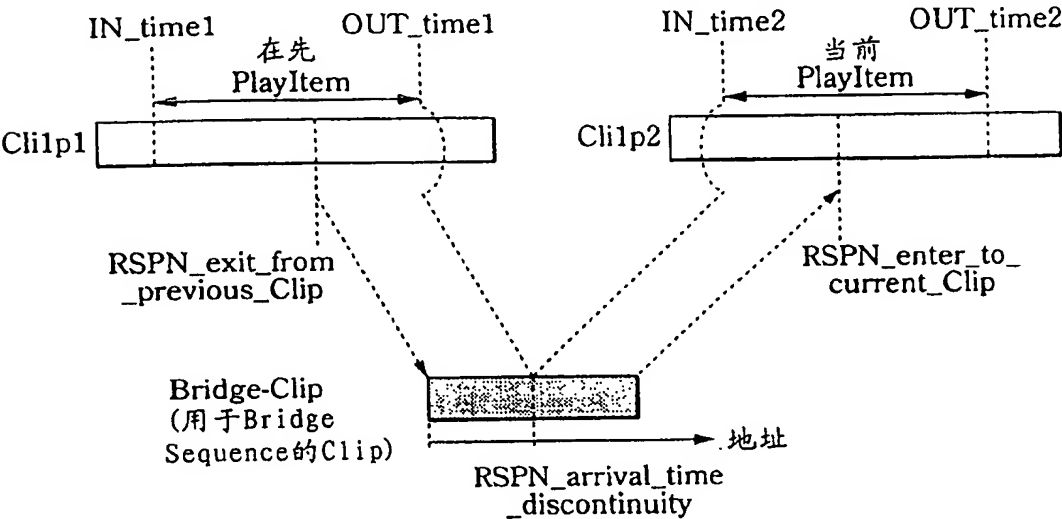 IN_time1
OUT_time1
在先
PlayItem
Cli1p1
IN_time2
OUT_time2
当前
PlayItem
Cli1p2
RSPN_exit_from
_previous_Clip
RSPN_enter_to_
current_Clip
Bridge-Clip
(用于Bridge
Sequence的Clip)
地址
RSPN_arrival_time
_discontinuity